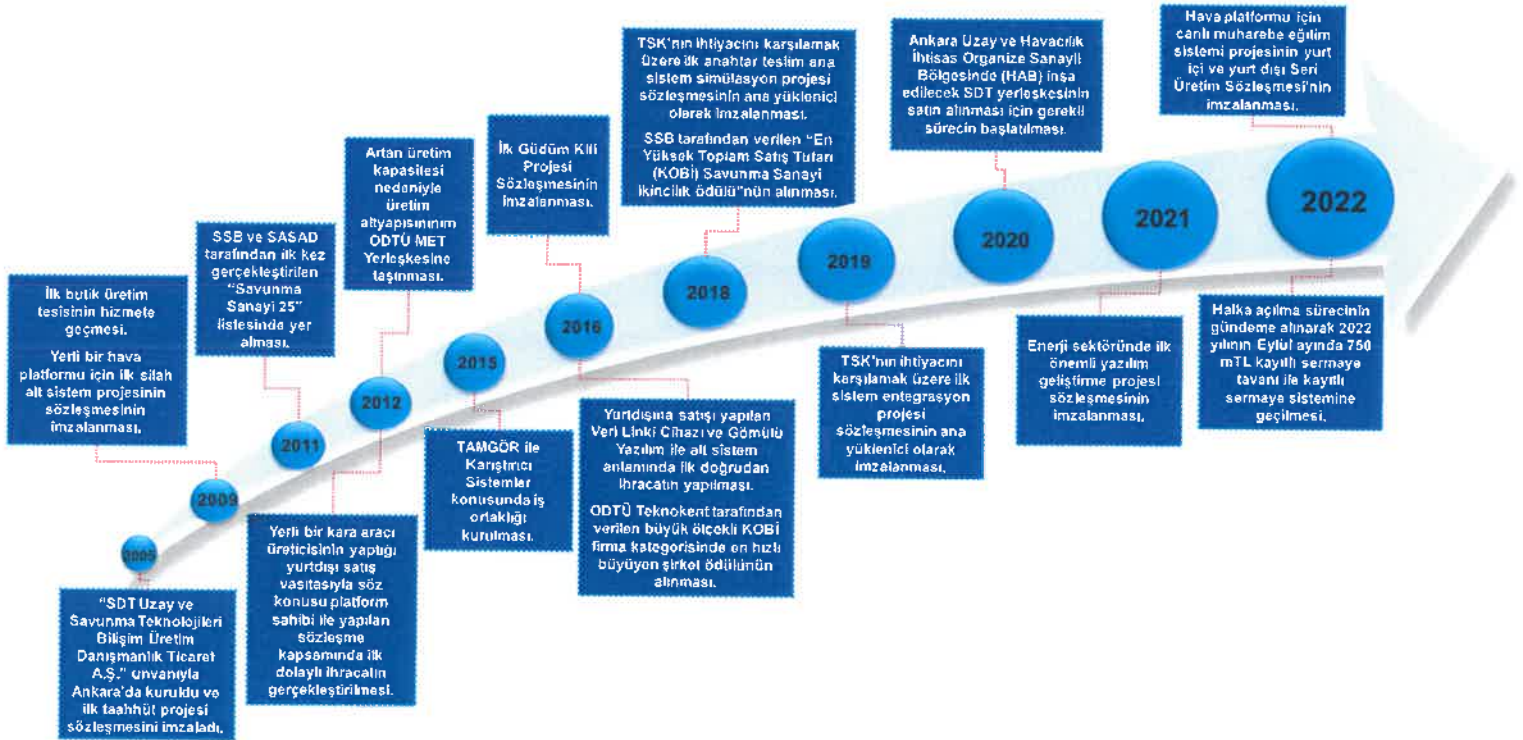 "SDT Uzay ve
Savunma Teknolojileri
Bilişim Üretim
Danışmanlık Ticaret
A.Ş." unvanıyla
Ankara'da kuruldu ve
ilk taahhüt projesi
sözleşmesini imzaladı.
2005
İlk butik üretim
tesisinin hizmete
geçmesi.
Yerli bir hava
platformu için ilk silah
alt sistem projesinin
sözleşmesinin
imzalanması.
2009
SSB ve SASAD
tarafından ilk kez
gerçekleştirilen
"Savunma
Sanayi 25"
listesinde yer
alması.
2011
Artan üretim
kapasitesi
nedeniyle
üretim
altyapısınınım
ODTÜ MET
Yerleşkesine
taşınması.
2012
Yerli bir kara aracı
üreticisinin yaptığı
yurtdışı satış
vasıtasıyla söz
konusu platform
sahibi ile yapılan
sözleşme
kapsamında ilk
dolaylı ihracatın
gerçekleştirilmesi.
2015
TAMGÖR ile
Karıştırıcı
Sistemler
konusunda iş
ortaklığı
kurulması.
İlk Güdüm Kiti
Projesi
Sözleşmesinin
imzalanması.
2016
Yurtdışına satışı yapılan
Veri Linki Cihazı ve Gömülü
Yazılım ile alt sistem
anlamında ilk doğrudan
ihracatın yapılması.
ODTÜ Teknokent tarafından
verilen büyük ölçekli KOBİ
firma kategorisinde en hızlı
büyüyen şirket ödülünün
alınması.
TSK'nın ihtiyacını karşılamak
üzere ilk anahtar teslim ana
sistem simülasyon projesi
sözleşmesinin ana yüklenici
olarak imzalanması.
SSB tarafından verilen "En
Yüksek Toplam Satış Tutarı
(KOBİ) Savunma Sanayi
İkincilik ödülü"nün alınması.
2018
2019
TSK'nın ihtiyacını
karşılamak üzere ilk
sistem entegrasyon
projesi
sözleşmesinin ana
yüklenici olarak
imzalanması.
Ankara Uzay ve Havacılık
İhtisas Organize Sanayii
Bölgesinde (HAB) inşa
edilecek SDT yerleşkesinin
satın alınması için gerekli
sürecin başlatılması.
2020
2021
Enerji sektöründe ilk
önemli yazılım
geliştirme projesi
sözleşmesinin
imzalanması.
Hava platformu için
canlı muharebe eğitim
sistemi projesinin yurt
içi ve yurt dışı Seri
Üretim Sözleşmesi'nin
imzalanması.
2022
Halka açılma sürecinin
gündeme alınarak 2022
yılının Eylül ayında 750
mTL kayıtlı sermaye
tavanı ile kayıtlı
sermaye sistemine
geçilmesi.